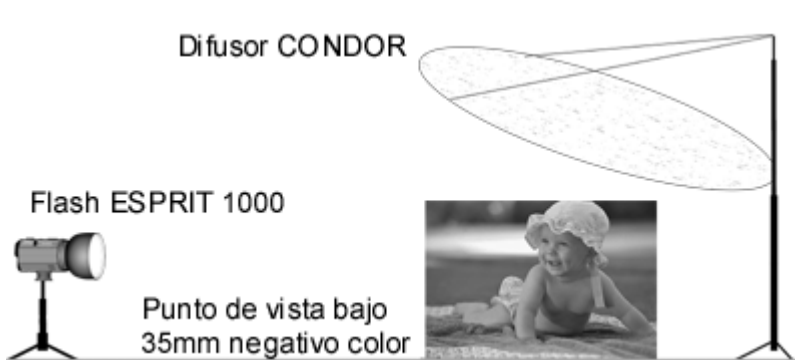 Difusor CONDOR
Flash ESPRIT 1000
Punto de vista bajo
35mm negativo color